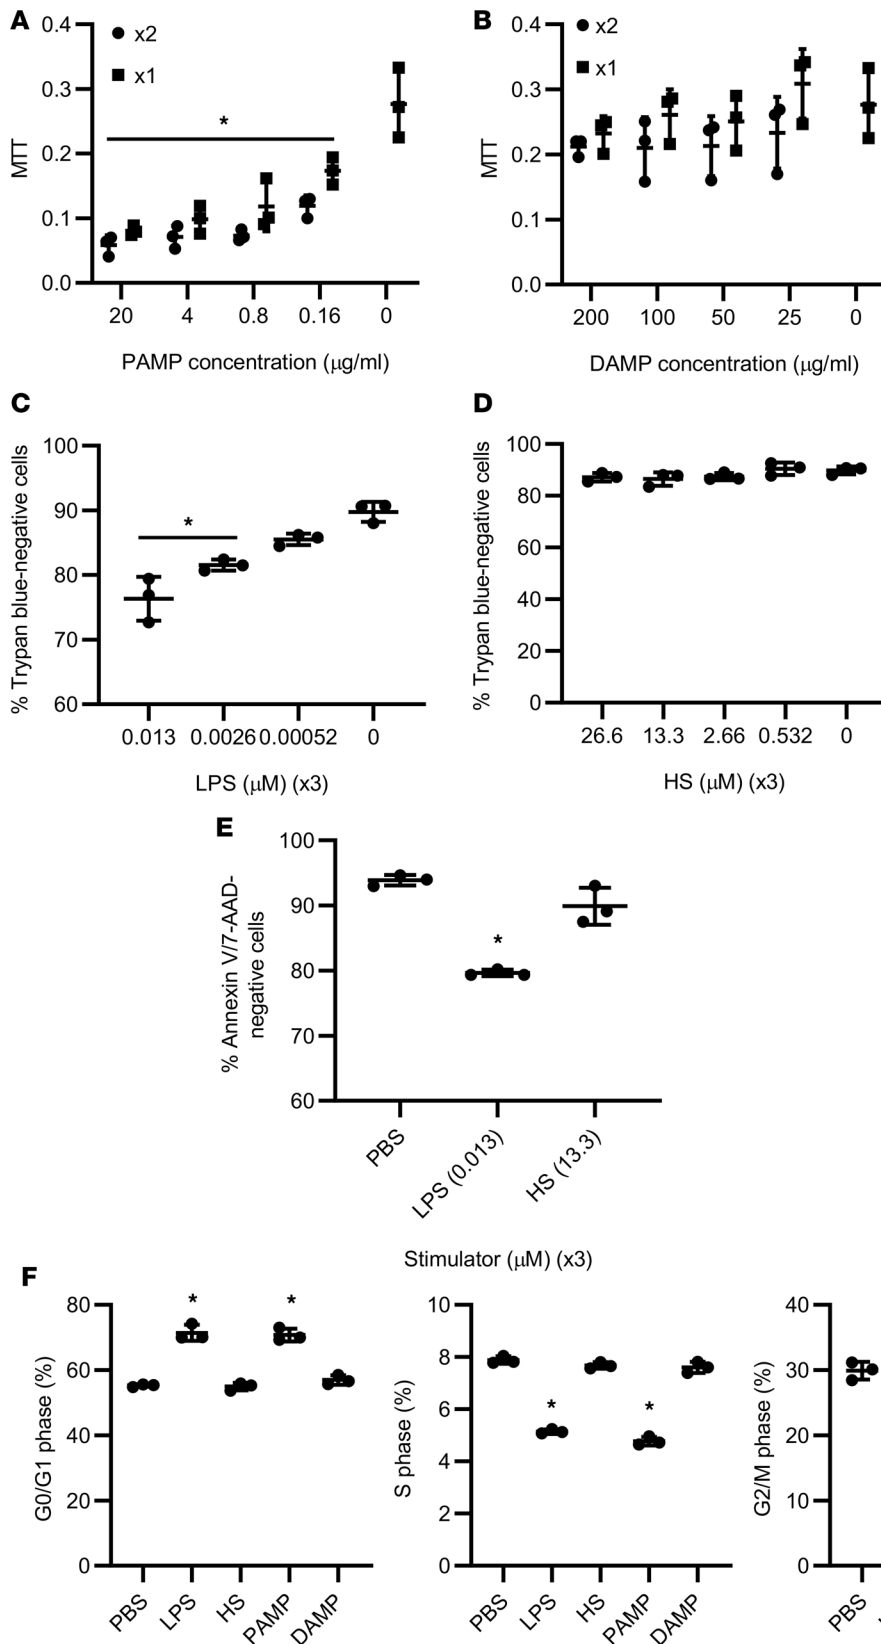 A
0.4
0.3
0.2
0.1
0.0
MTT
x2
x1
*
20 4 0.8 0.16 0
PAMP concentration (μg/ml)
B
0.4
0.3
0.2
0.1
0.0
MTT
x2
x1
200 100 50 25 0
DAMP concentration (μg/ml)
C
100
90
80
70
60
% Trypan blue-negative cells
*
0.013 0.0026 0.00052 0
LPS (μM) (x3)
D
100
80
60
40
20
0
% Trypan blue-negative cells
26.6 13.3 2.66 0.532 0
HS (μM) (x3)
E
100
90
80
70
60
% Annexin V/7-AAD-
negative cells
*
PBS
LPS (0.013)
HS (13.3)
Stimulator (μM) (x3)
F
80
60
40
20
0
G0/G1 phase (%)
* *
PBS LPS HS PAMP DAMP
10
8
6
4
2
0
S phase (%)
* *
PBS LPS HS PAMP DAMP
40
30
20
10
0
G2/M phase (%)
PBS